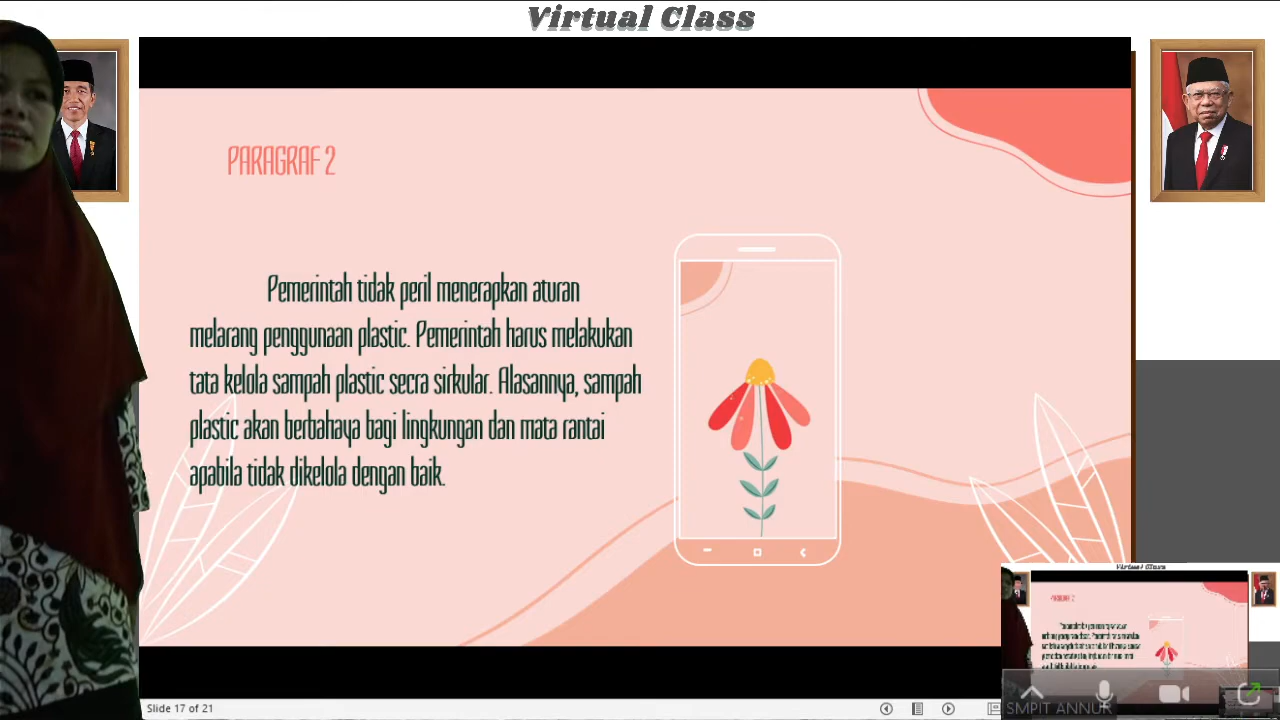 Virtual Class
PARAGRAF 2
Pemerintah tidak peril menerapkan aturan
melarang penggunaan plastic. Pemerintah harus melakukan
tata kelola sampah plastic secra sirkular. Alasannya, sampah
plastic akan berbahaya bagi lingkungan dan mata rantai
apabila tidak dikelola dengan baik.
Slide 17 of 21
SMPIT ANNUR